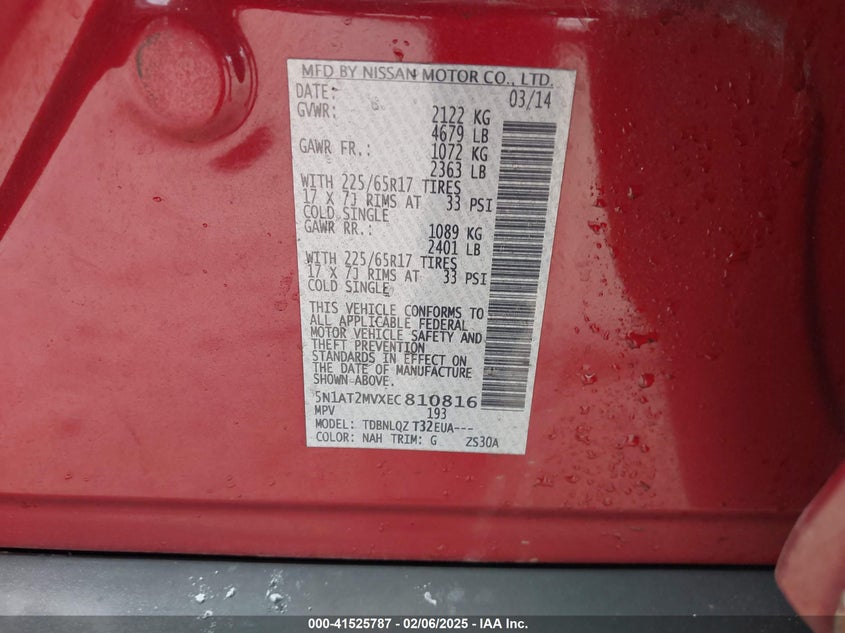 MFD BY NISSAN MOTOR CO., LTD.
DATE: 03/14
GVWR: 2122 KG
4679 LB
GAWR FR.: 1072 KG
2363 LB
WITH 225/65R17 TIRES
17 X 7J RIMS AT 33 PSI
COLD SINGLE
GAWR RR.: 1089 KG
2401 LB
WITH 225/65R17 TIRES
17 X 7J RIMS AT 33 PSI
COLD SINGLE
THIS VEHICLE CONFORMS TO
ALL APPLICABLE FEDERAL
MOTOR VEHICLE SAFETY AND
THEFT PREVENTION
STANDARDS IN EFFECT ON
THE DATE OF MANUFACTURE
SHOWN ABOVE.
5N1AT2MVXEC810816
MPV 193
MODEL: TDBNLQZ T32EUA---
COLOR: NAH TRIM: G ZS30A
000-41525787 - 02/06/2025 - IAA Inc.